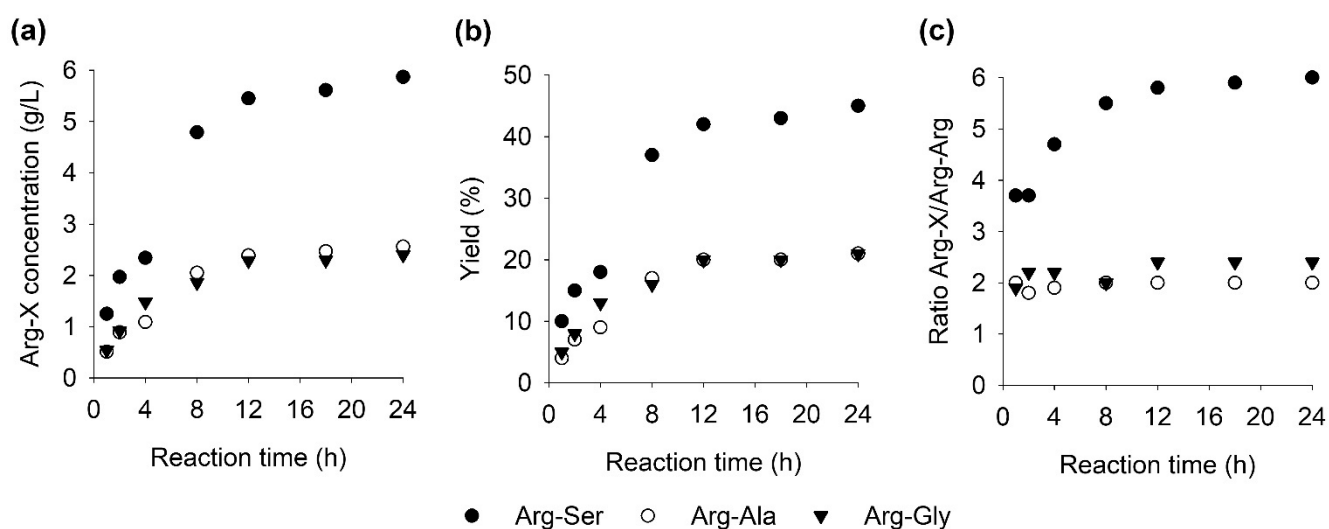 (a)
Arg-X concentration (g/L)
6
5
4
3
2
1
0
0 4 8 12 16 20 24
Reaction time (h)
(b)
Yield (%)
50
40
30
20
10
0
0 4 8 12 16 20 24
Reaction time (h)
(c)
Ratio Arg-X/Arg-Arg
6
5
4
3
2
1
0
0 4 8 12 16 20 24
Reaction time (h)
Arg-Ser Arg-Ala Arg-Gly